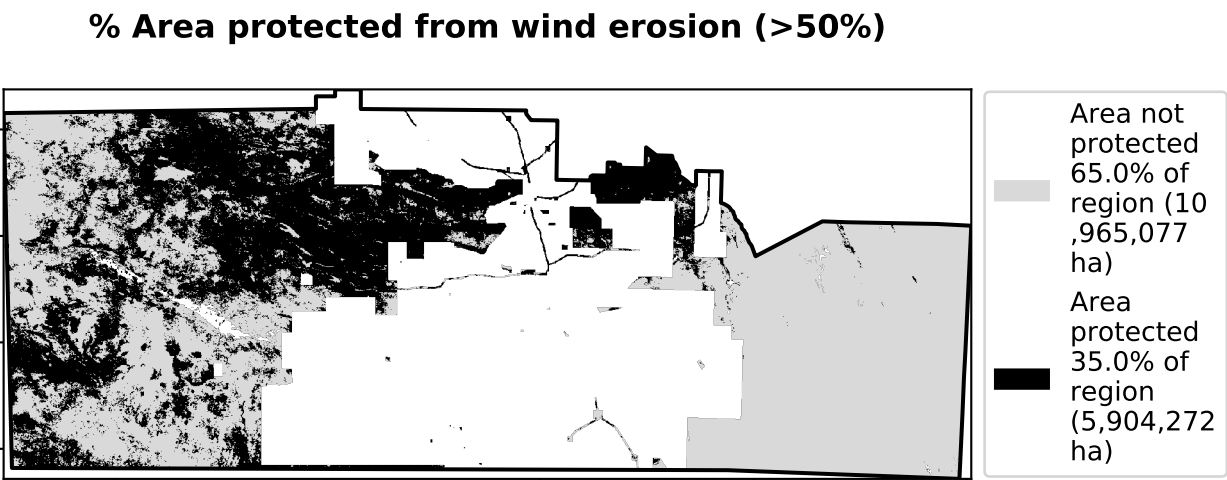 % Area protected from wind erosion (>50%)
Area not
protected
65.0% of
region (10
,965,077
ha)
Area
protected
35.0% of
region
(5,904,272
ha)